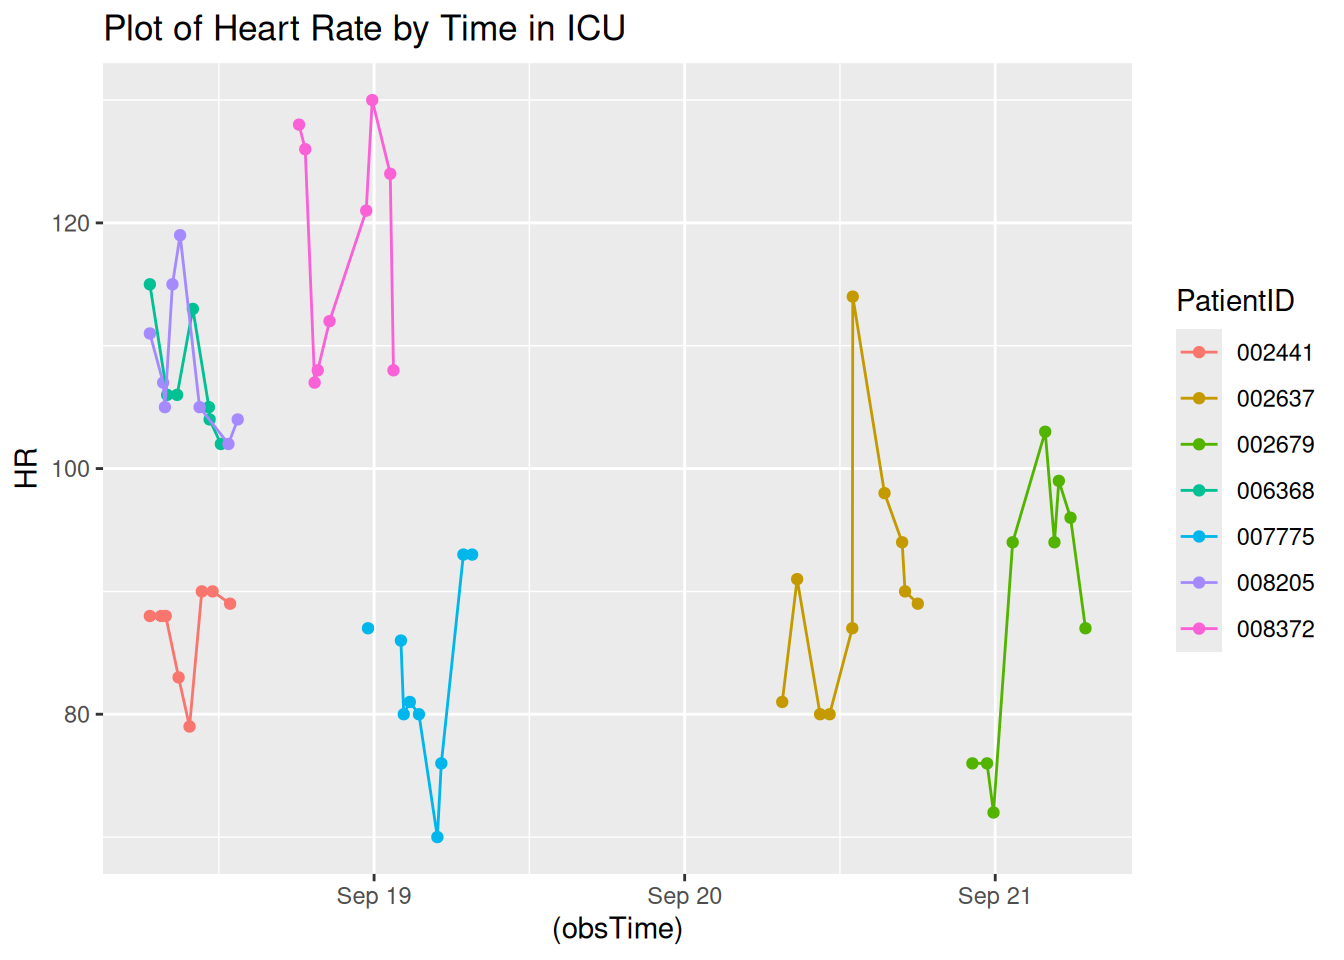 Plot of Heart Rate by Time in ICU
120
100
80
HR
Sep 19
Sep 20
Sep 21
(obsTime)
PatientID
002441
002637
002679
006368
007775
008205
008372